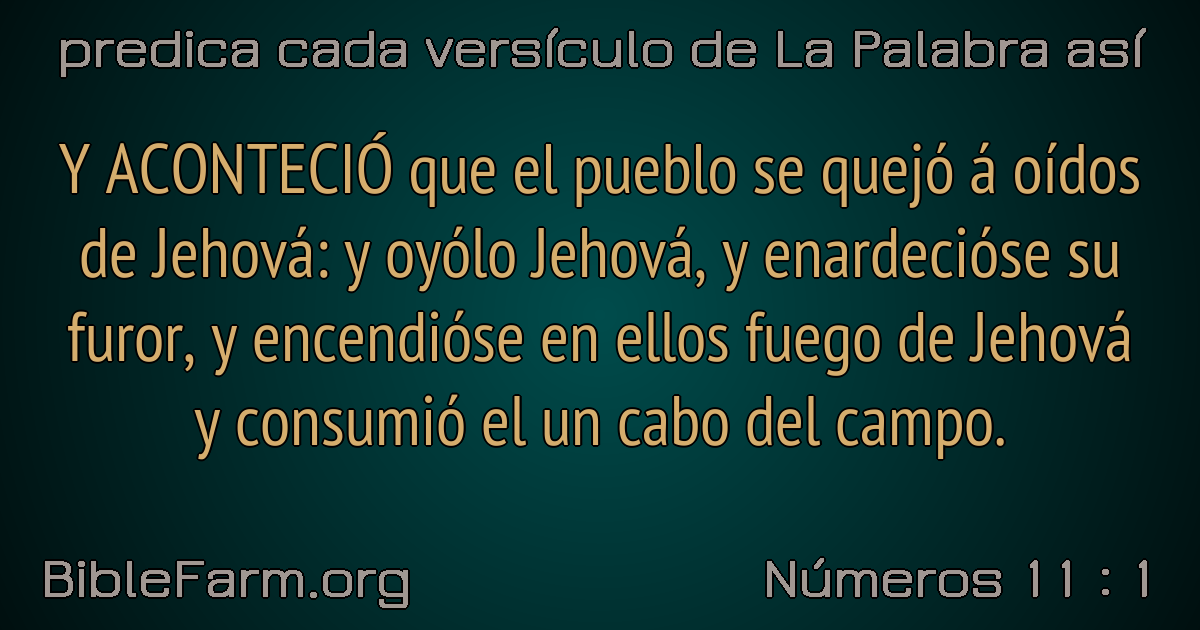 predica cada versículo de La Palabra así
Y ACONTECIÓ que el pueblo se quejó á oídos
de Jehová: y oyólo Jehová, y enardecióse su
furor, y encendióse en ellos fuego de Jehová
y consumió el un cabo del campo.
BibleFarm.org
Números 11 : 1